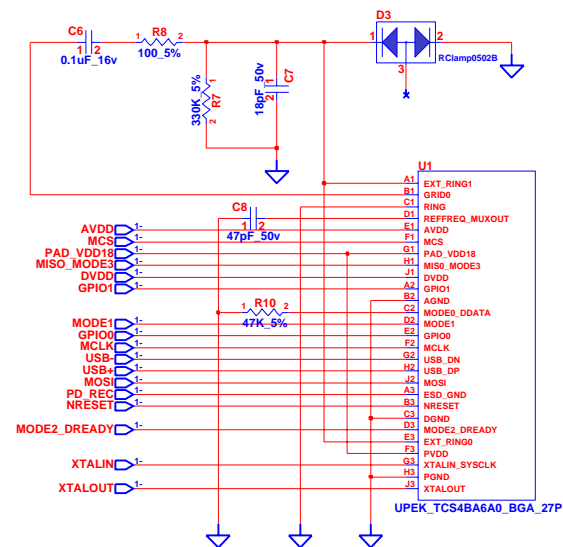 D3
C6
R8
1 2
1 2
1 2
0.1uF_16v
100_5%
RClamp0502B
3
1
330K_5%
R7
2
1
18pF_50v
C7
2
U1
A1 EXT_RING1
B1 GRID0
C1 RING
C8
D1 REFFREQ_MUXOUT
1 2
AVDD 1- E1 AVDD
47pF_50v
MCS 1- F1 MCS
PAD_VDD18 1- G1 PAD_VDD18
MISO_MODE3 1- H1 MIS0_MODE3
DVDD 1- J1 DVDD
GPIO1 1- A2 GPIO1
B2 AGND
R10
1 2
C2 MODE0_DDATA
47K_5%
MODE1 1- D2 MODE1
GPIO0 1- E2 GPIO0
MCLK 1- F2 MCLK
USB- 1- G2 USB_DN
USB+ 1- H2 USB_DP
MOSI 1- J2 MOSI
PD_REC 1- A3 ESD_GND
NRESET 1- B3 NRESET
C3 DGND
MODE2_DREADY 1- D3 MODE2_DREADY
E3 EXT_RING0
F3 PVDD
XTALIN 1- G3 XTALIN_SYSCLK
H3 PGND
XTALOUT 1- J3 XTALOUT
UPEK_TCS4BA6A0_BGA_27P